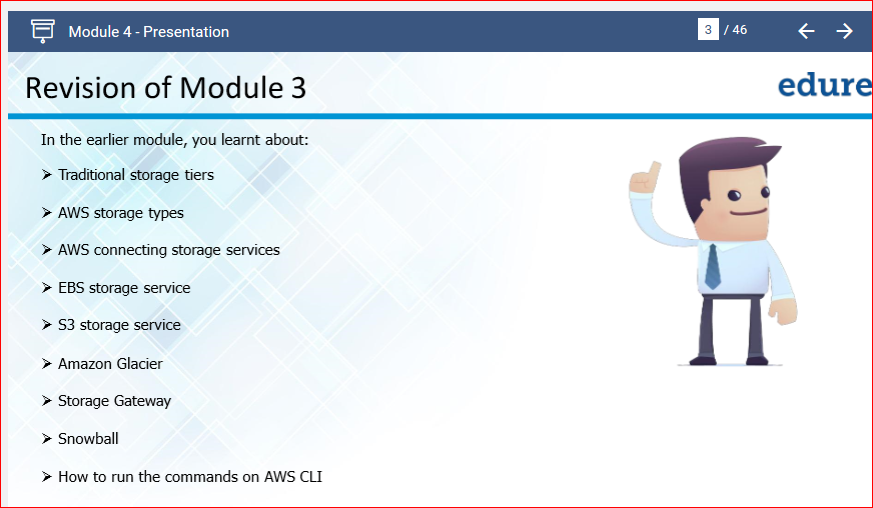 Module 4 - Presentation
3 / 46
Revision of Module 3
edure
In the earlier module, you learnt about:
➢ Traditional storage tiers
➢ AWS storage types
➢ AWS connecting storage services
➢ EBS storage service
➢ S3 storage service
➢ Amazon Glacier
➢ Storage Gateway
➢ Snowball
➢ How to run the commands on AWS CLI